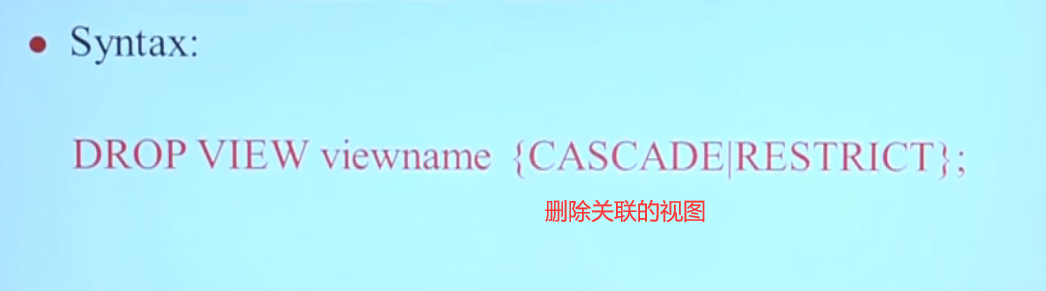 • Syntax:
DROP VIEW viewname {CASCADE|RESTRICT};
删除关联的视图